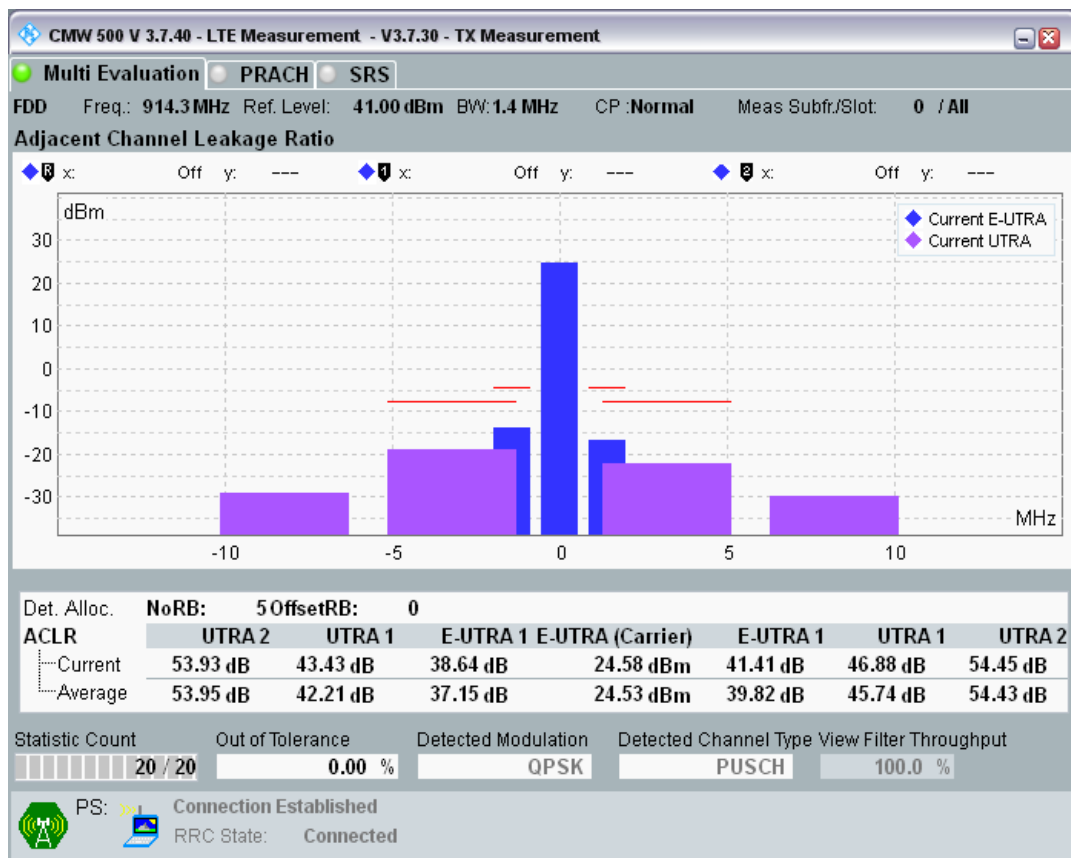 CMW 500 V 3.7.40 - LTE Measurement - V3.7.30 - TX Measurement
Multi Evaluation PRACH SRS
FDD Freq.: 914.3 MHz Ref. Level: 41.00 dBm BW: 1.4 MHz CP :Normal Meas Subfr./Slot: 0 / All
Adjacent Channel Leakage Ratio
R x: Off y: --- 1 x: Off y: --- 2 x: Off y: ---
dBm
Current E-UTRA
Current UTRA
30
20
10
0
-10
-20
-30
MHz
-10 -5 0 5 10
Det. Alloc. NoRB: 5 OffsetRB: 0
ACLR UTRA 2 UTRA 1 E-UTRA 1 E-UTRA (Carrier) E-UTRA 1 UTRA 1 UTRA 2
Current 53.93 dB 43.43 dB 38.64 dB 24.58 dBm 41.41 dB 46.88 dB 54.45 dB
Average 53.95 dB 42.21 dB 37.15 dB 24.53 dBm 39.82 dB 45.74 dB 54.43 dB
Statistic Count Out of Tolerance Detected Modulation Detected Channel Type View Filter Throughput
20 / 20 0.00 % QPSK PUSCH 100.0 %
PS: Connection Established
RRC State: Connected